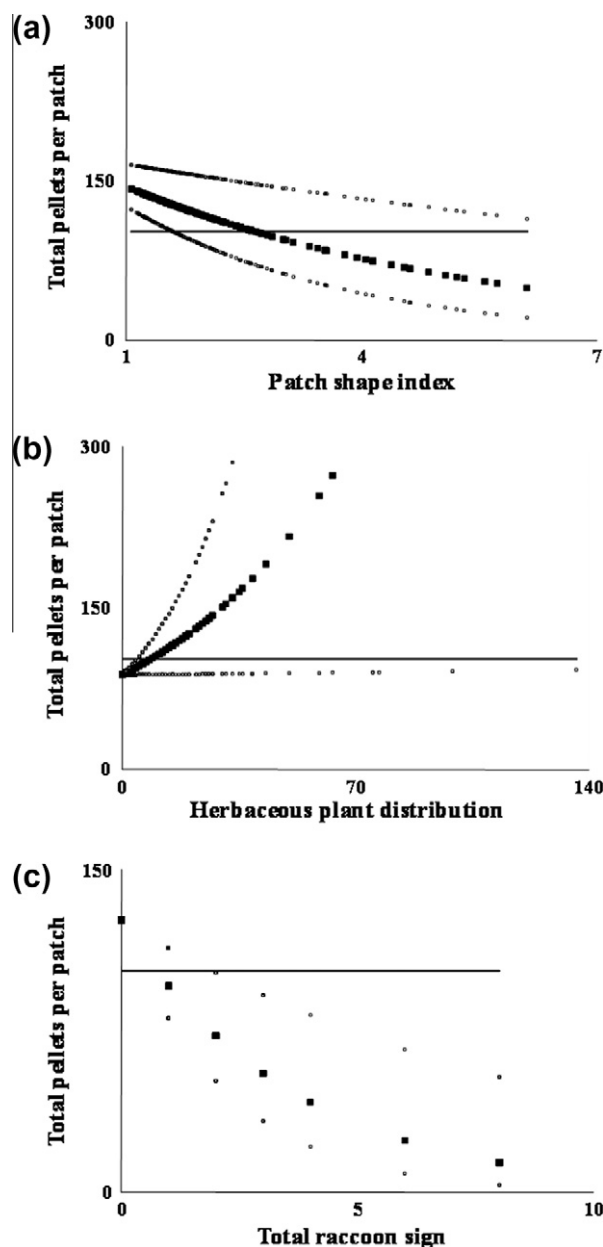 (a)
300
150
0
Total pellets per patch
1 4 7
Patch shape index
(b)
300
150
0
Total pellets per patch
0 70 140
Herbaceous plant distribution
(c)
150
0
Total pellets per patch
0 5 10
Total raccoon sign